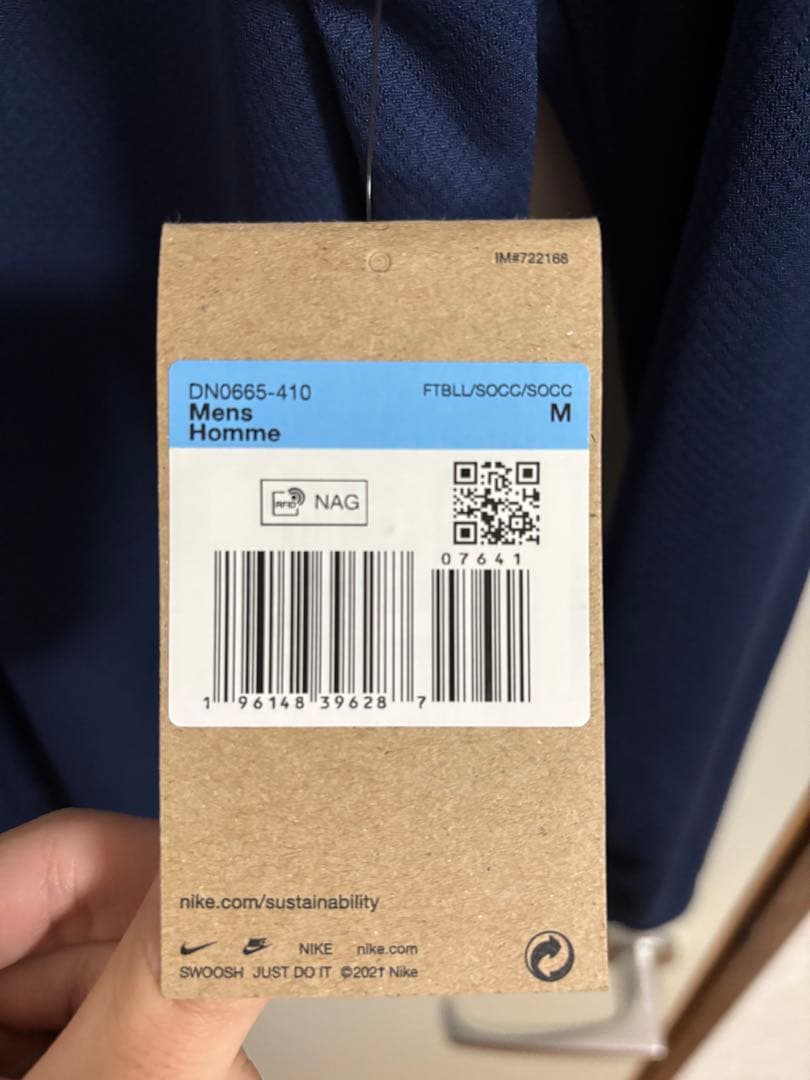 IM#722168
DN0665-410
FTBLL/SOCC/SOCC
Mens
M
Homme
RFID NAG
07641
1 96148 39628 7
nike.com/sustainability
NIKE nike.com
SWOOSH JUST DO IT ©2021 Nike